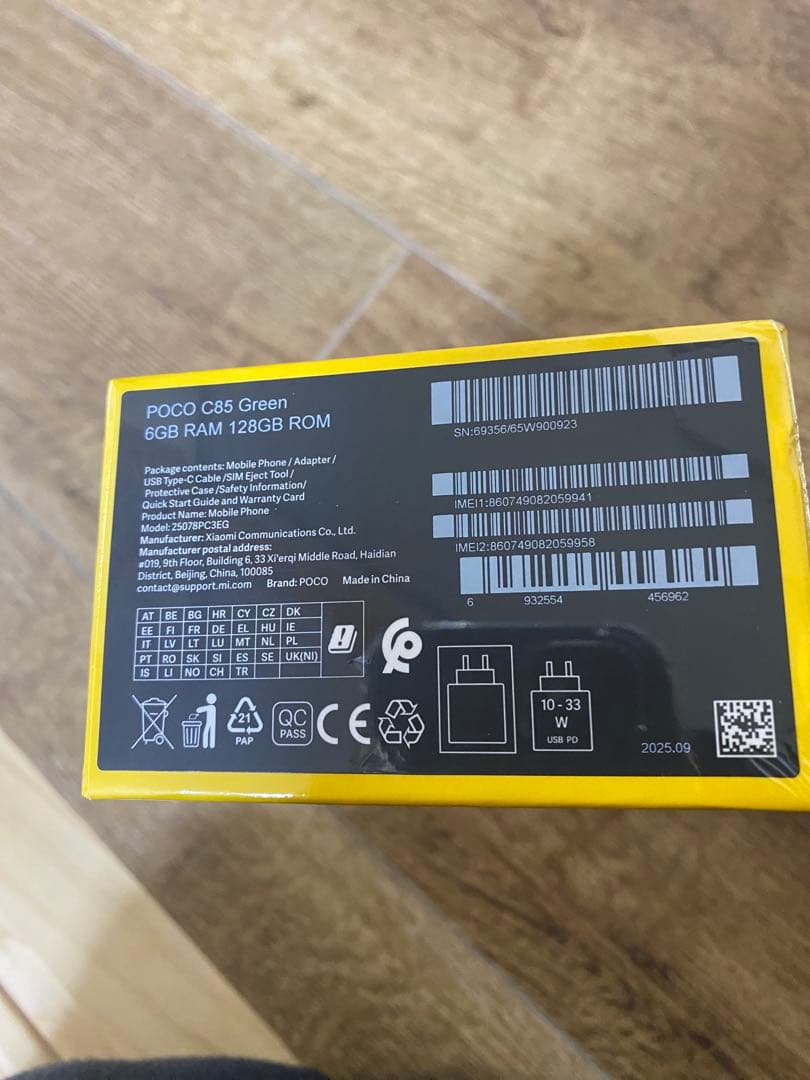 POCO C85 Green
6GB RAM 128GB ROM
Package contents: Mobile Phone / Adapter /
USB Type-C Cable /SIM Eject Tool /
Protective Case /Safety Information/
Quick Start Guide and Warranty Card
Product Name: Mobile Phone
Model: 25078PC3EG
Manufacturer: Xiaomi Communications Co., Ltd.
Manufacturer postal address:
#019, 9th Floor, Building 6, 33 Xi'erqi Middle Road, Haidian
District, Beijing, China, 100085
contact@support.mi.com Brand: POCO Made in China
SN:69356/65W900923
IMEI1:860749082059941
IMEI2:860749082059958
6 932554 456962
AT BE BG HR CY CZ DK
EE FI FR DE EL HU IE
IT LV LT LU MT NL PL
PT RO SK SI ES SE UK(NI)
IS LI NO CH TR
21
PAP
QC
PASS
CE
10 - 33
W
USB PD
2025.09